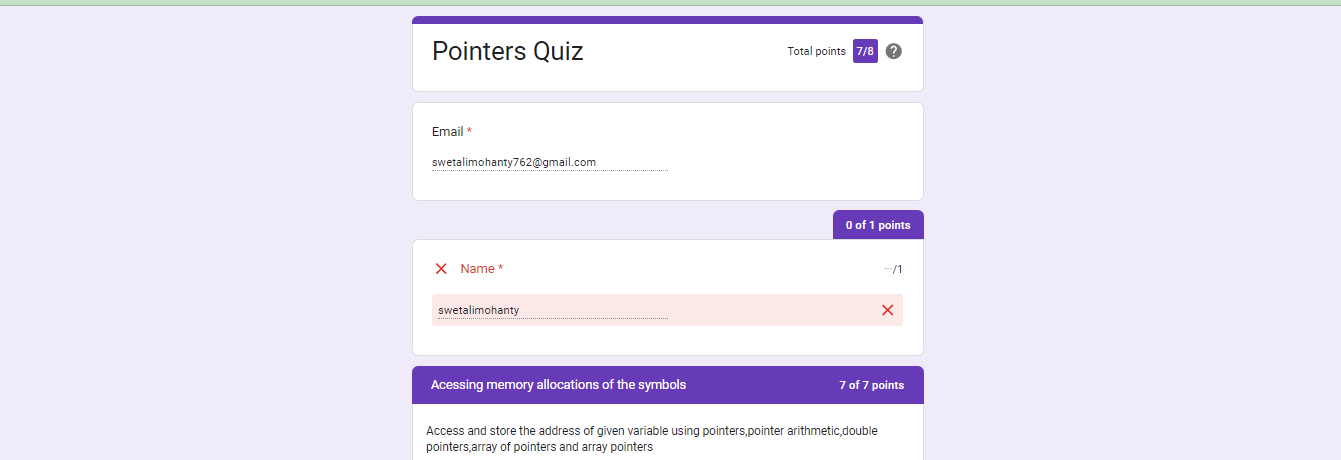 Pointers Quiz
Total points 7/8
Email *
swetalimohanty762@gmail.com
0 of 1 points
Name *
···/1
swetalimohanty
Acessing memory allocations of the symbols
7 of 7 points
Access and store the address of given variable using pointers,pointer arithmetic,double
pointers,array of pointers and array pointers